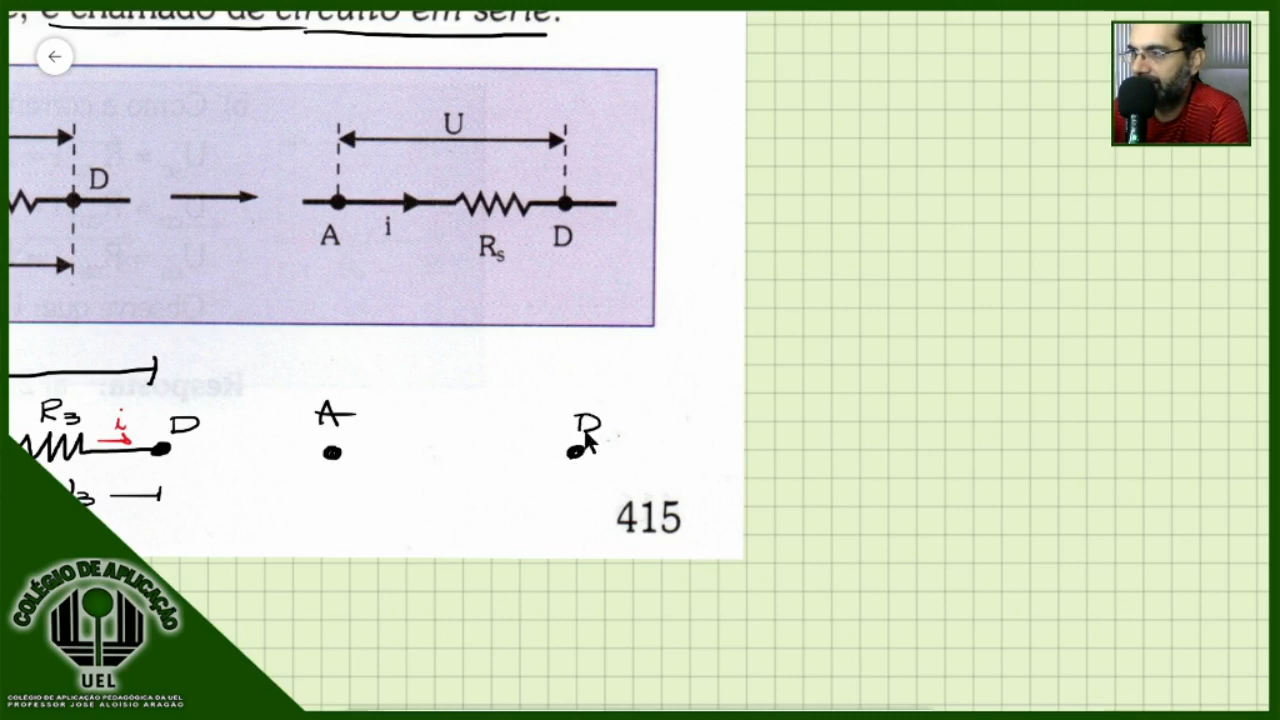 é chamado de circuito em série.
U
D
A
i
Rs
D
R3
i
D
A
D
415
COLÉGIO DE APLICAÇÃO
UEL
COLÉGIO DE APLICAÇÃO PEDAGÓGICA DA UEL
PROFESSOR JOSÉ ALOÍSIO ARAGÃO